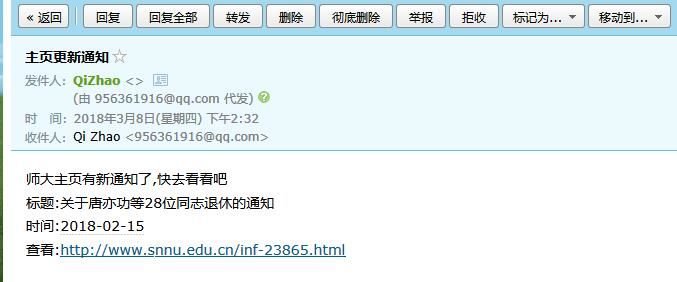 « 返回 回复 回复全部 转发 删除 彻底删除 举报 拒收 标记为... 移动到...
主页更新通知☆
发件人: QiZhao <>
(由 956361916@qq.com 代发)
时 间: 2018年3月8日(星期四) 下午2:32
收件人: Qi Zhao <956361916@qq.com>
师大主页有新通知了,快去看看吧
标题:关于唐亦功等28位同志退休的通知
时间:2018-02-15
查看:http://www.snnu.edu.cn/inf-23865.html